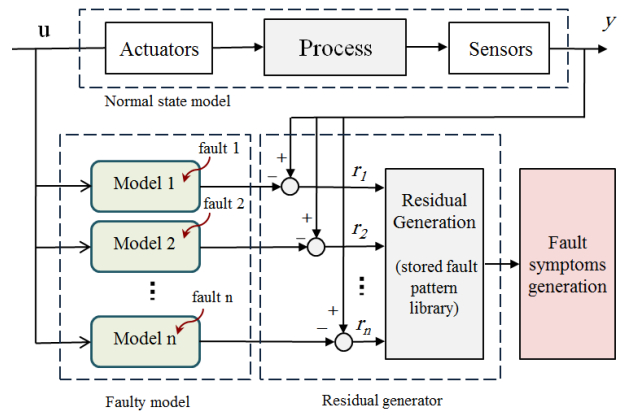 u
y
Actuators
Process
Sensors
Normal state model
fault 1
Model 1
+
−
r1
fault 2
Model 2
+
−
r2
fault n
Model n
+
−
rn
Residual
Generation
(stored fault
pattern
library)
Fault
symptoms
generation
Faulty model
Residual generator